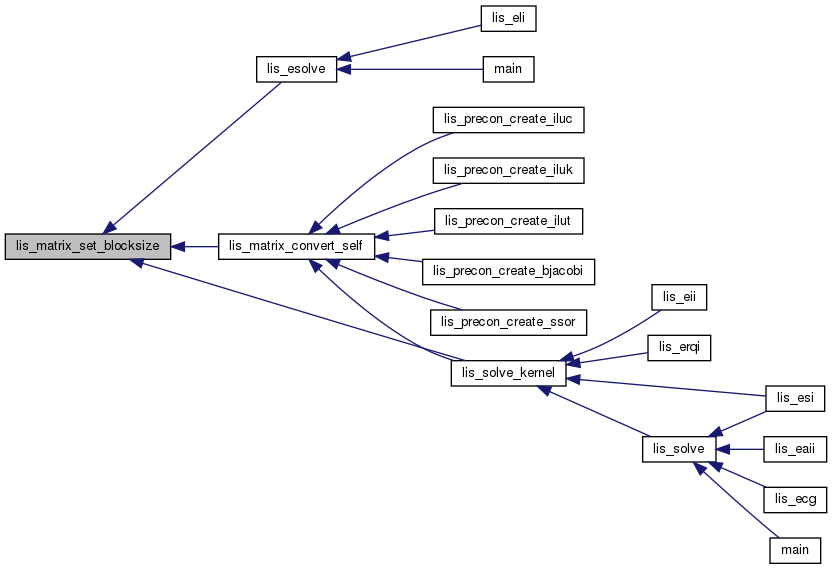 lis_eli
lis_esolve
main
lis_precon_create_iluc
lis_precon_create_iluk
lis_precon_create_ilut
lis_matrix_set_blocksize
lis_matrix_convert_self
lis_precon_create_bjacobi
lis_eii
lis_precon_create_ssor
lis_erqi
lis_solve_kernel
lis_esi
lis_solve
lis_eaii
lis_ecg
main